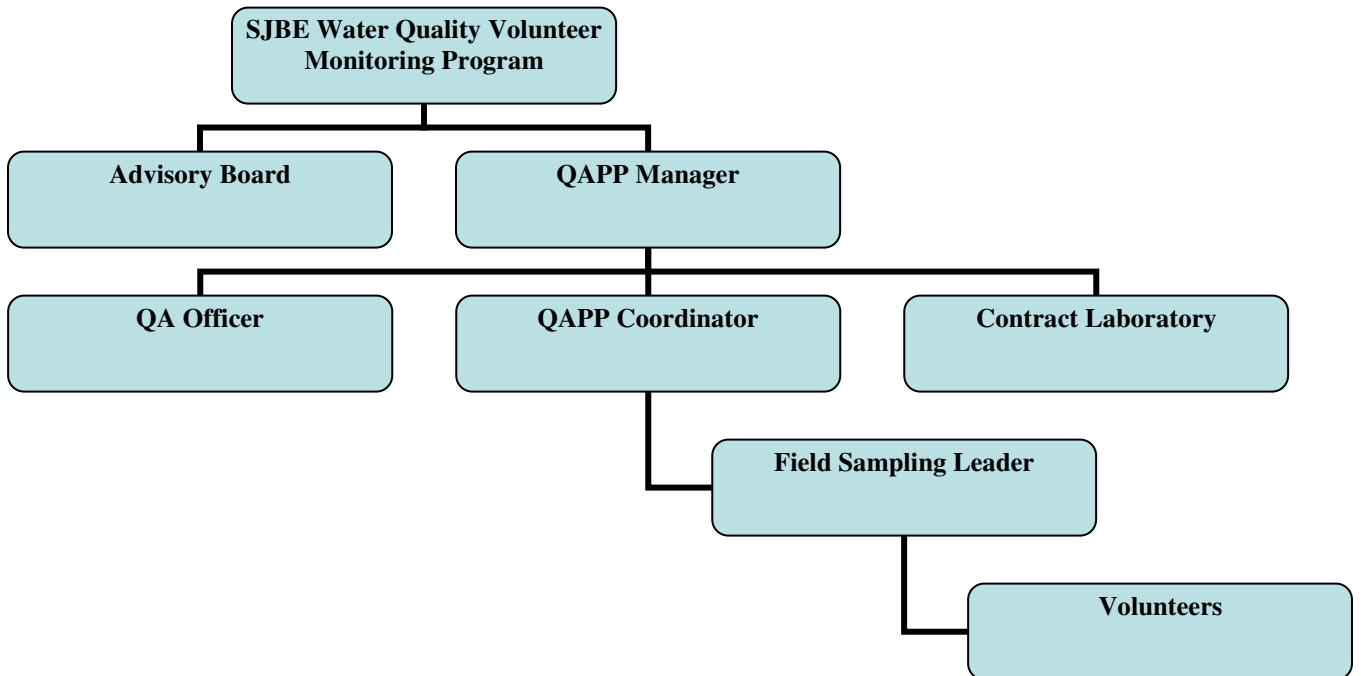 SJBE Water Quality Volunteer
Monitoring Program
Advisory Board
QAPP Manager
QA Officer
QAPP Coordinator
Contract Laboratory
Field Sampling Leader
Volunteers